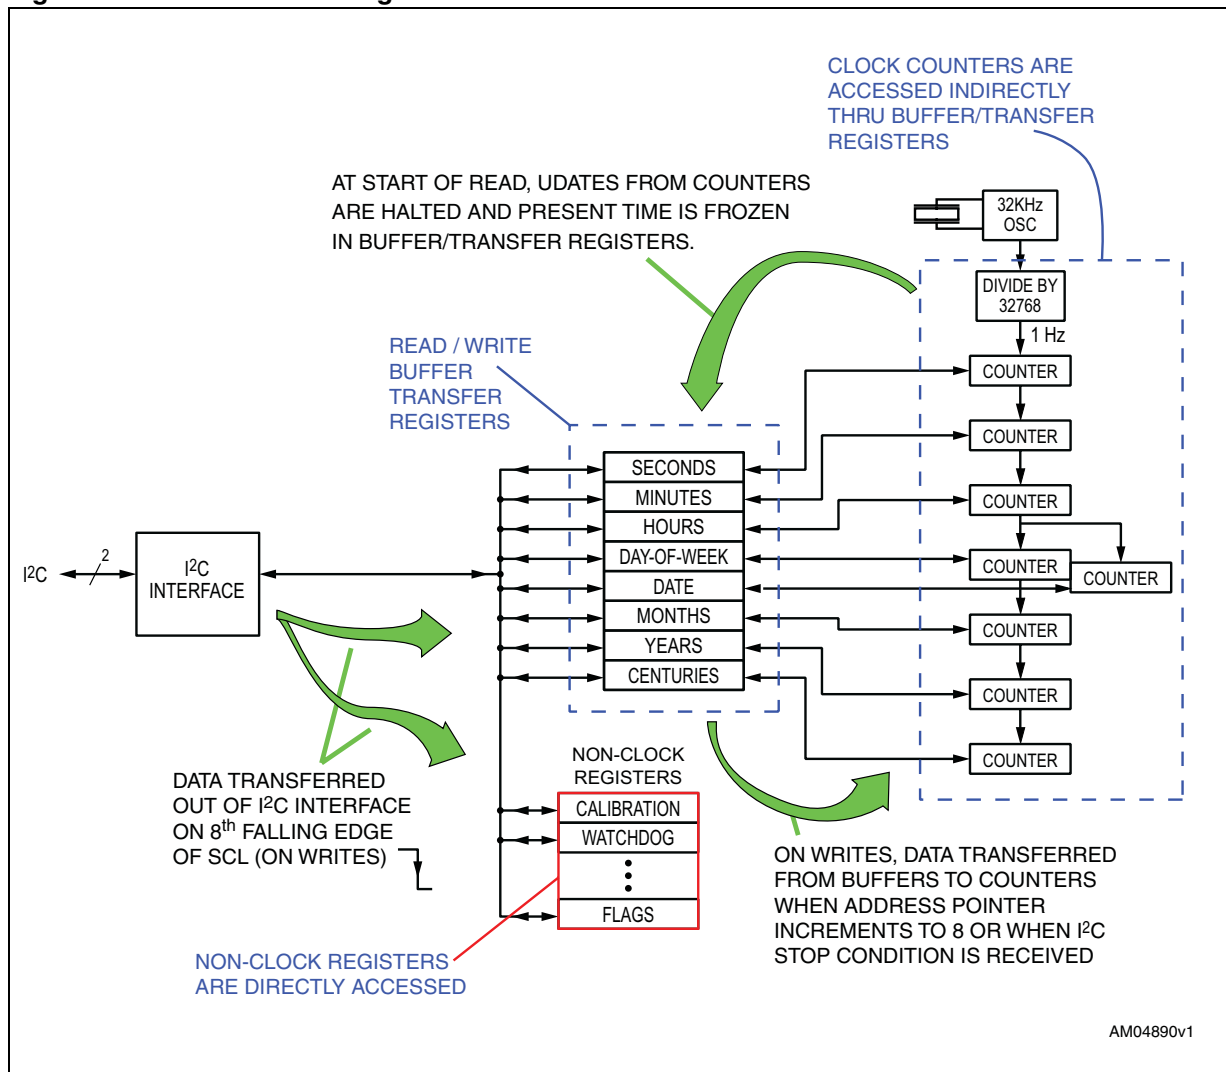 CLOCK COUNTERS ARE
ACCESSED INDIRECTLY
THRU BUFFER/TRANSFER
REGISTERS
AT START OF READ, UDATES FROM COUNTERS
ARE HALTED AND PRESENT TIME IS FROZEN
IN BUFFER/TRANSFER REGISTERS.
32KHz
OSC
DIVIDE BY
32768
1 Hz
READ / WRITE
BUFFER
TRANSFER
REGISTERS
COUNTER
COUNTER
COUNTER
COUNTER
COUNTER
COUNTER
COUNTER
COUNTER
SECONDS
MINUTES
HOURS
DAY-OF-WEEK
DATE
MONTHS
YEARS
CENTURIES
I²C
2
I²C
INTERFACE
DATA TRANSFERRED
OUT OF I²C INTERFACE
ON 8th FALLING EDGE
OF SCL (ON WRITES)
NON-CLOCK
REGISTERS
CALIBRATION
WATCHDOG
FLAGS
ON WRITES, DATA TRANSFERRED
FROM BUFFERS TO COUNTERS
WHEN ADDRESS POINTER
INCREMENTS TO 8 OR WHEN I²C
STOP CONDITION IS RECEIVED
NON-CLOCK REGISTERS
ARE DIRECTLY ACCESSED
AM04890v1